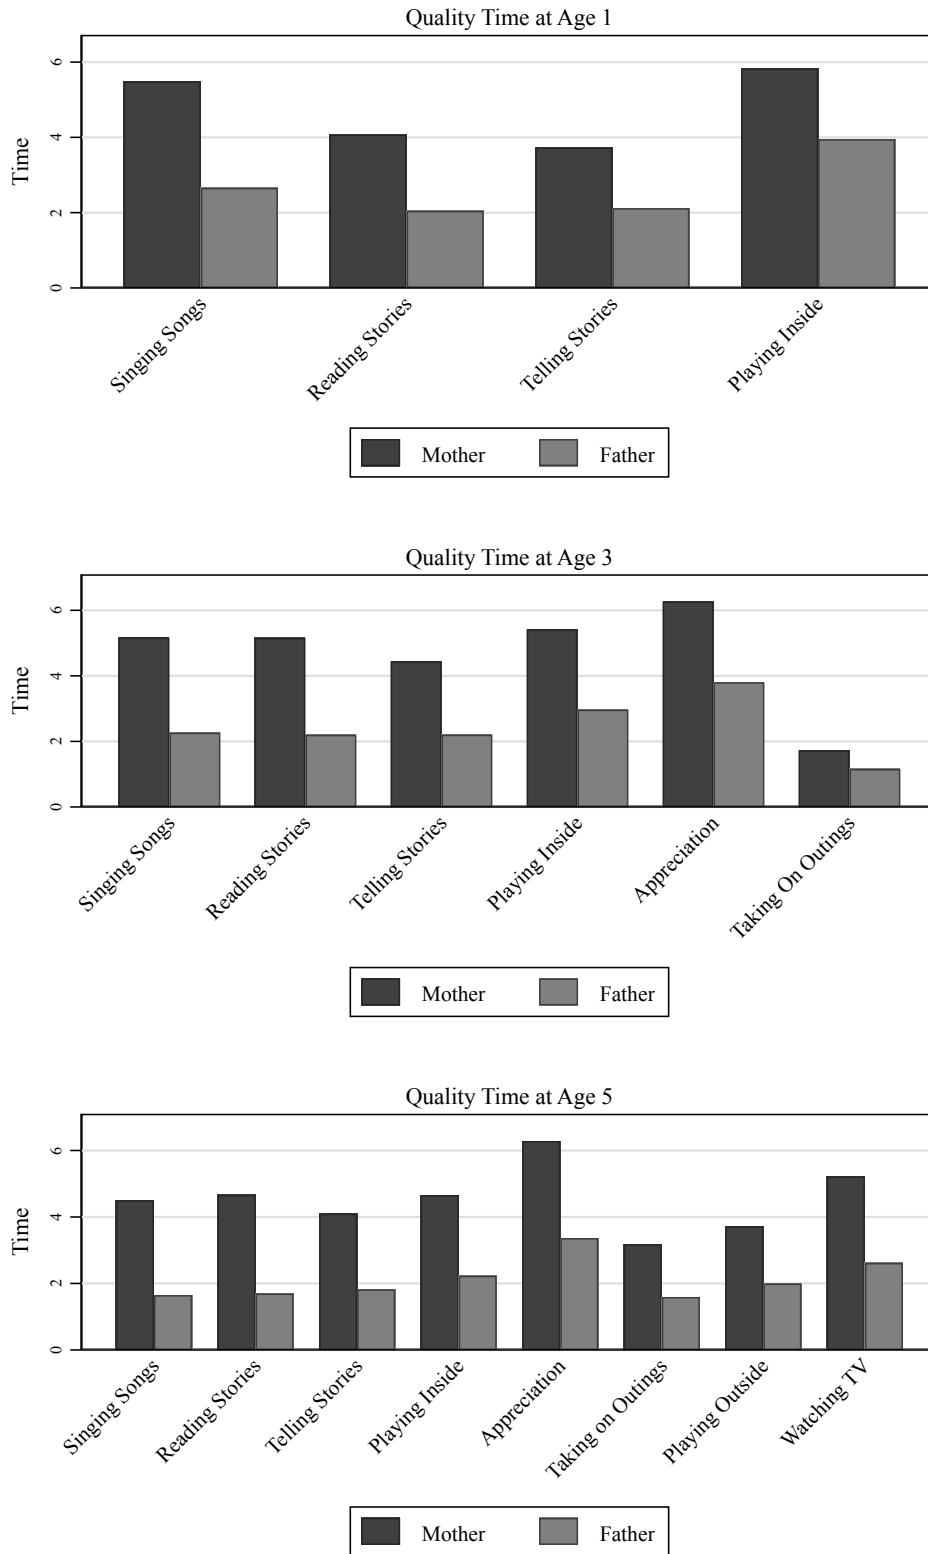 Quality Time at Age 1
Time
6
4
2
0
Singing Songs
Reading Stories
Telling Stories
Playing Inside
Mother Father
Quality Time at Age 3
Time
6
4
2
0
Singing Songs
Reading Stories
Telling Stories
Playing Inside
Appreciation
Taking On Outings
Mother Father
Quality Time at Age 5
Time
6
4
2
0
Singing Songs
Reading Stories
Telling Stories
Playing Inside
Appreciation
Taking on Outings
Playing Outside
Watching TV
Mother Father